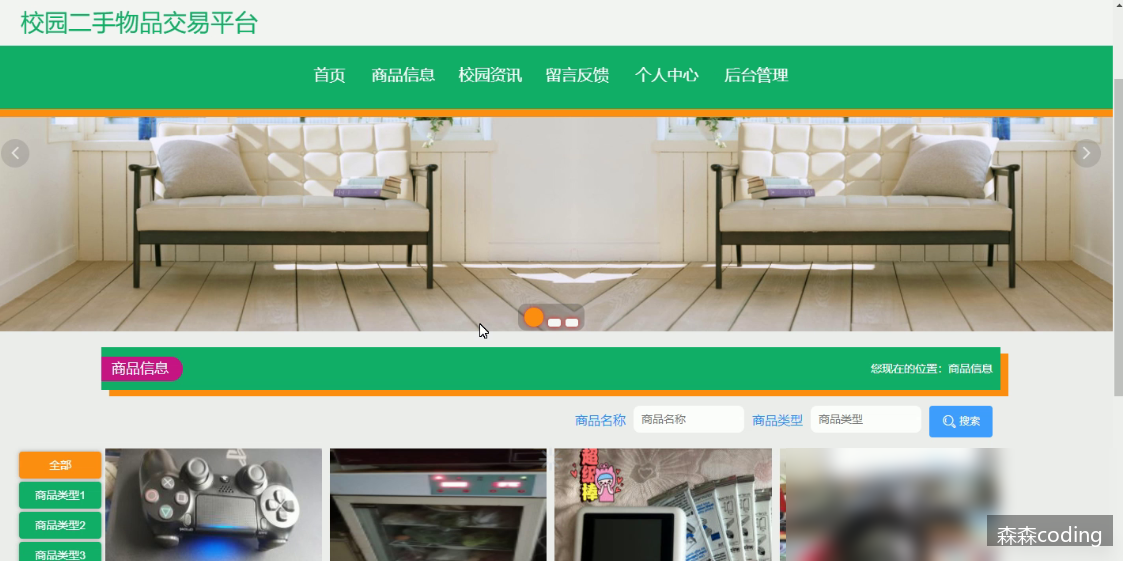 校园二手物品交易平台
首页 商品信息 校园资讯 留言反馈 个人中心 后台管理
商品信息
您现在的位置：商品信息
商品名称 商品名称 商品类型 商品类型 搜索
全部
商品类型1
商品类型2
商品类型3
超级棒
森森coding